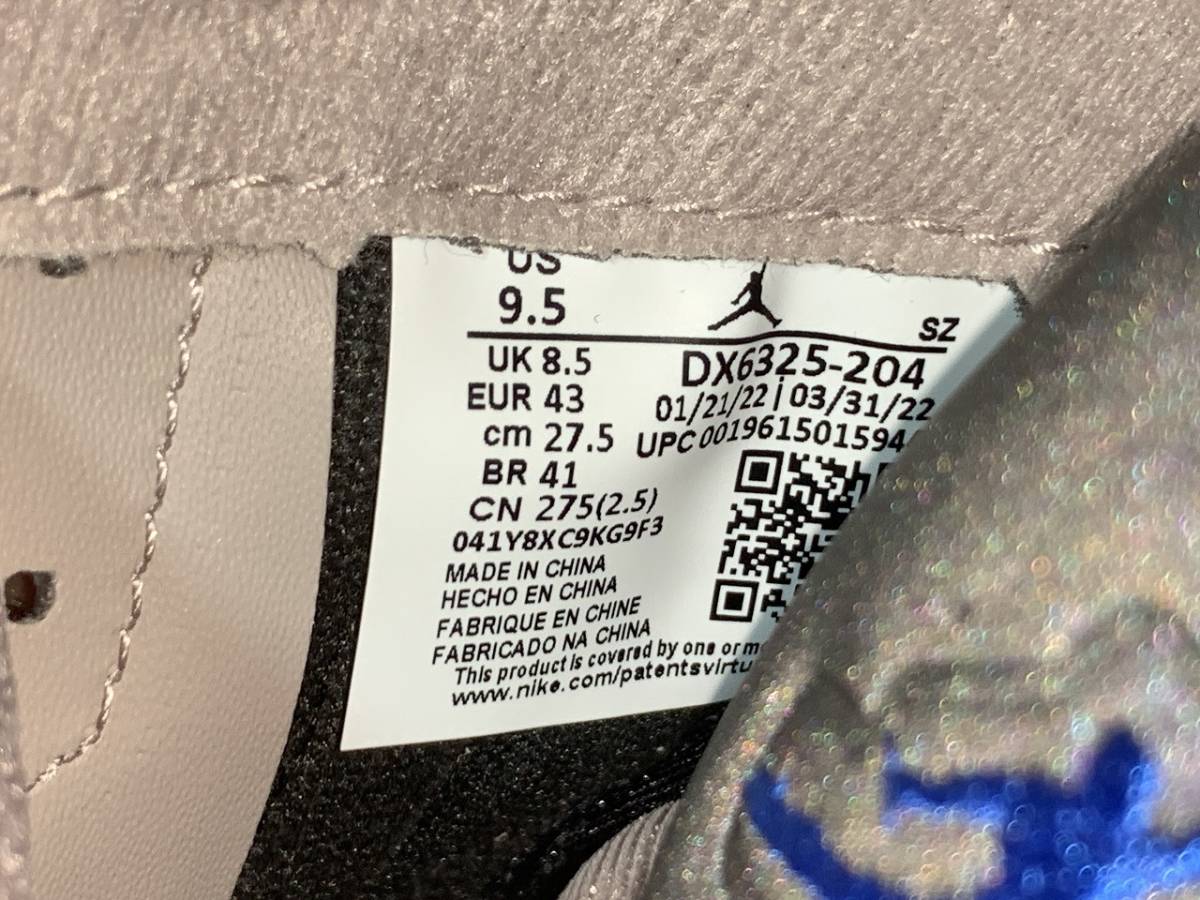 US
9.5
SZ
UK 8.5
DX6325-204
EUR 43
01/21/22 | 03/31/22
cm 27.5
UPC 001961501594
BR 41
CN 275(2.5)
041Y8XC9KG9F3
MADE IN CHINA
HECHO EN CHINA
FABRIQUE EN CHINE
FABRICADO NA CHINA
This product is covered by one or m
www.nike.com/patentsvirtu